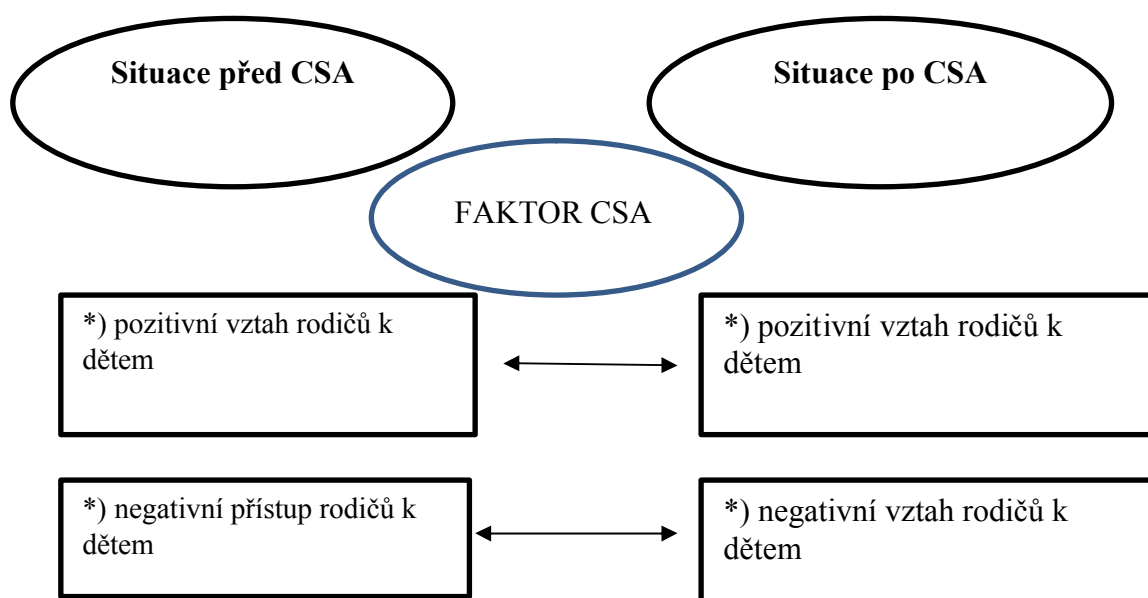 Situace před CSA
Situace po CSA
FAKTOR CSA
*) pozitivní vztah rodičů k
dětem
*) pozitivní vztah rodičů k
dětem
*) negativní přístup rodičů k
dětem
*) negativní vztah rodičů k
dětem